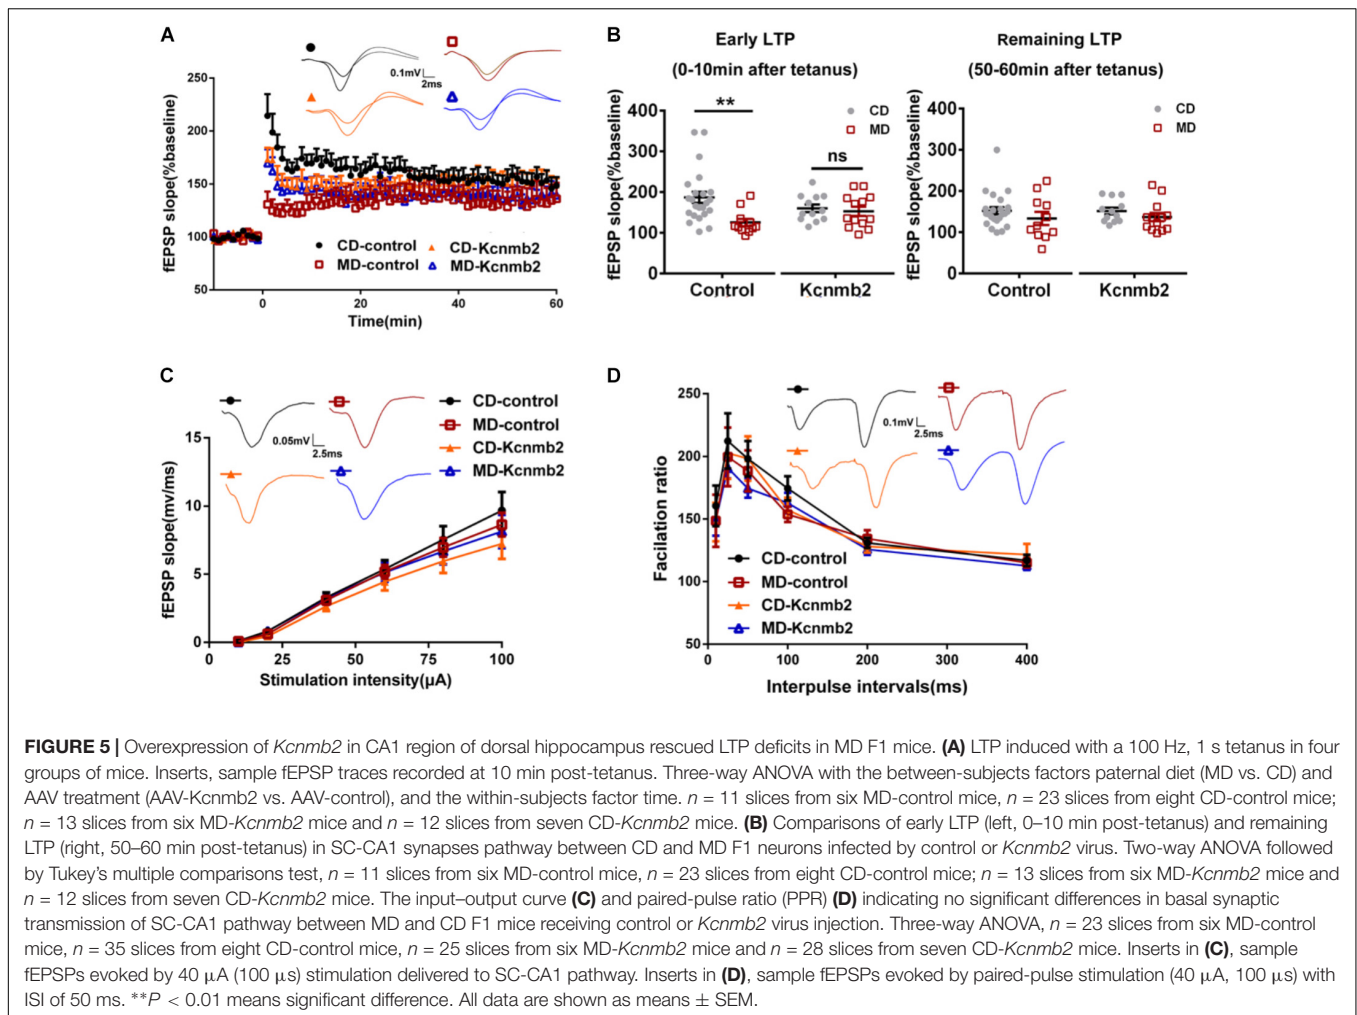 A
0.1mV
2ms
250
200
150
100
50
fEPSP slope(%baseline)
CD-control
CD-Kcnmb2
MD-control
MD-Kcnmb2
0
20
40
60
Time(min)
B
Early LTP
(0-10min after tetanus)
Remaining LTP
(50-60min after tetanus)
fEPSP slope(%baseline)
400
300
200
100
0
**
ns
CD
MD
Control
Kcnmb2
fEPSP slope(%baseline)
400
300
200
100
0
CD
MD
Control
Kcnmb2
C
CD-control
MD-control
CD-Kcnmb2
MD-Kcnmb2
0.05mV
2.5ms
fEPSP slope(mv/ms)
15
10
5
0
0
25
50
75
100
Stimulation intensity(µA)
D
0.1mV
2.5ms
Facilation ratio
250
200
150
100
50
CD-control
MD-control
CD-Kcnmb2
MD-Kcnmb2
0
100
200
300
400
Interpulse intervals(ms)
FIGURE 5 | Overexpression of Kcnmb2 in CA1 region of dorsal hippocampus rescued LTP deficits in MD F1 mice. (A) LTP induced with a 100 Hz, 1 s tetanus in four
groups of mice. Inserts, sample fEPSP traces recorded at 10 min post-tetanus. Three-way ANOVA with the between-subjects factors paternal diet (MD vs. CD) and
AAV treatment (AAV-Kcnmb2 vs. AAV-control), and the within-subjects factor time. n = 11 slices from six MD-control mice, n = 23 slices from eight CD-control mice;
n = 13 slices from six MD-Kcnmb2 mice and n = 12 slices from seven CD-Kcnmb2 mice. (B) Comparisons of early LTP (left, 0–10 min post-tetanus) and remaining
LTP (right, 50–60 min post-tetanus) in SC-CA1 synapses pathway between CD and MD F1 neurons infected by control or Kcnmb2 virus. Two-way ANOVA followed
by Tukey's multiple comparisons test, n = 11 slices from six MD-control mice, n = 23 slices from eight CD-control mice; n = 13 slices from six MD-Kcnmb2 mice and
n = 12 slices from seven CD-Kcnmb2 mice. The input–output curve (C) and paired-pulse ratio (PPR) (D) indicating no significant differences in basal synaptic
transmission of SC-CA1 pathway between MD and CD F1 mice receiving control or Kcnmb2 virus injection. Three-way ANOVA, n = 23 slices from six MD-control
mice, n = 35 slices from eight CD-control mice, n = 25 slices from six MD-Kcnmb2 mice and n = 28 slices from seven CD-Kcnmb2 mice. Inserts in (C), sample
fEPSPs evoked by 40 µA (100 µs) stimulation delivered to SC-CA1 pathway. Inserts in (D), sample fEPSPs evoked by paired-pulse stimulation (40 µA, 100 µs) with
ISI of 50 ms. **P < 0.01 means significant difference. All data are shown as means ± SEM.